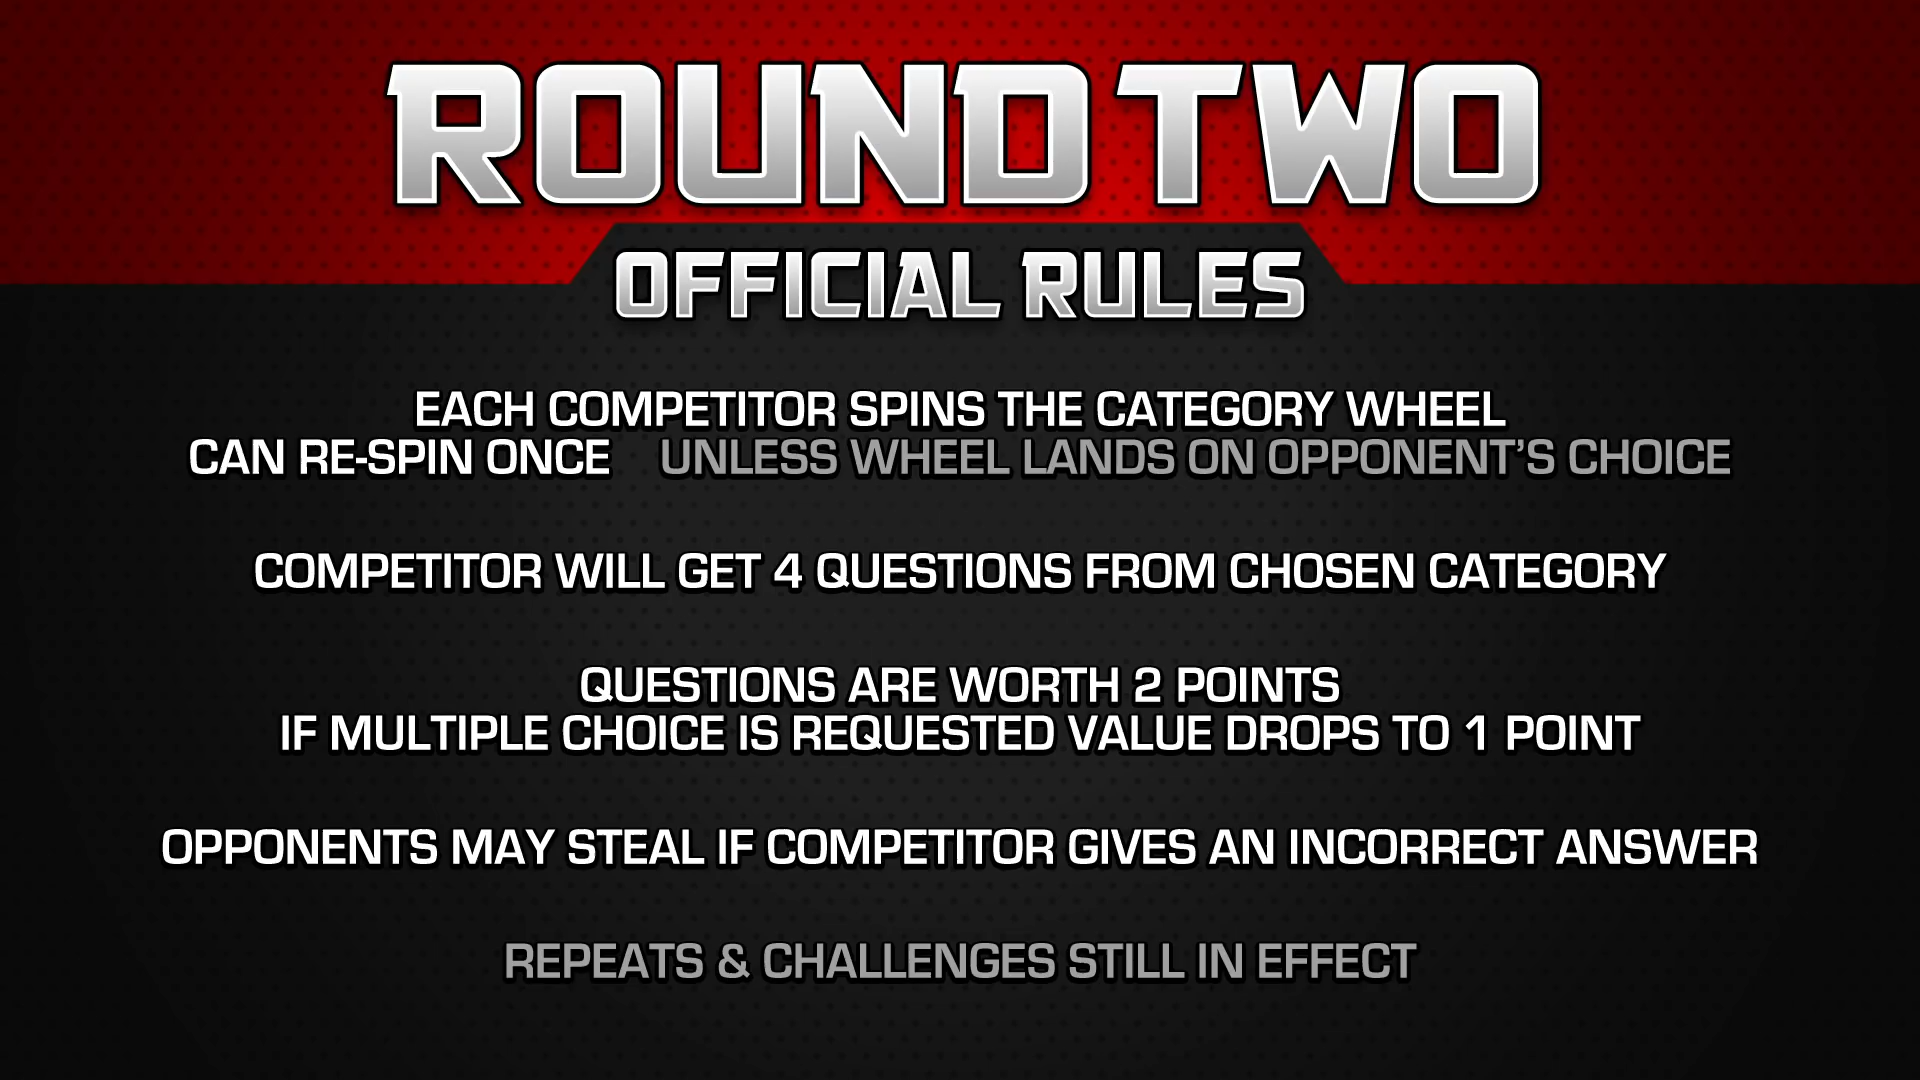 ROUND TWO
OFFICIAL RULES
EACH COMPETITOR SPINS THE CATEGORY WHEEL
CAN RE-SPIN ONCE UNLESS WHEEL LANDS ON OPPONENT'S CHOICE
COMPETITOR WILL GET 4 QUESTIONS FROM CHOSEN CATEGORY
QUESTIONS ARE WORTH 2 POINTS
IF MULTIPLE CHOICE IS REQUESTED VALUE DROPS TO 1 POINT
OPPONENTS MAY STEAL IF COMPETITOR GIVES AN INCORRECT ANSWER
REPEATS & CHALLENGES STILL IN EFFECT